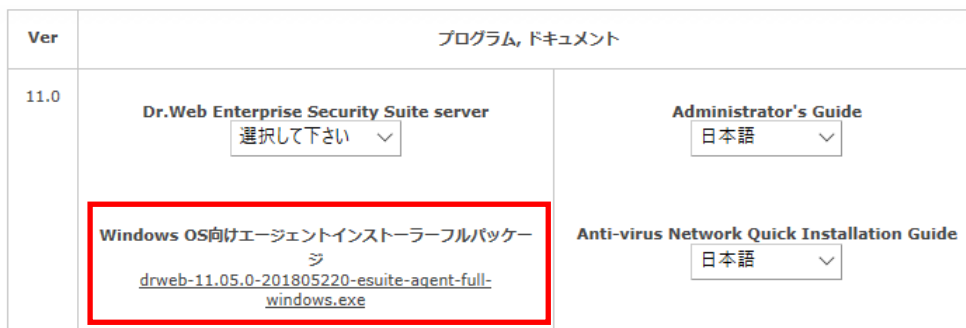 Ver
プログラム, ドキュメント
11.0
Dr.Web Enterprise Security Suite server
選択して下さい
Administrator's Guide
日本語
Windows OS向けエージェントインストーラーフルパッケー
ジ
drweb-11.05.0-201805220-esuite-agent-full-
windows.exe
Anti-virus Network Quick Installation Guide
日本語